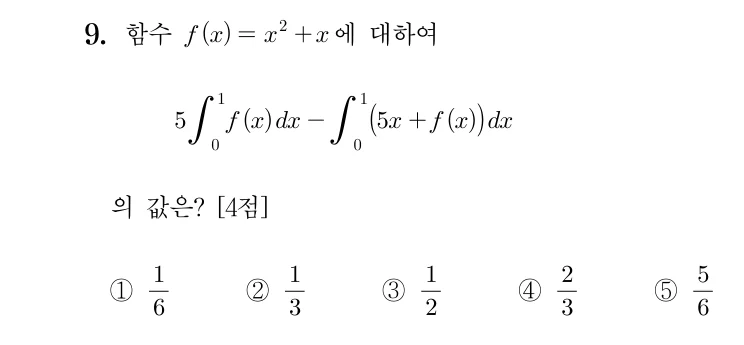 9. 함수 f(x) = x² + x에 대하여
5∫₀¹ f(x)dx − ∫₀¹ (5x + f(x))dx
의 값은? [4점]
① 1/6 ② 1/3 ③ 1/2 ④ 2/3 ⑤ 5/6